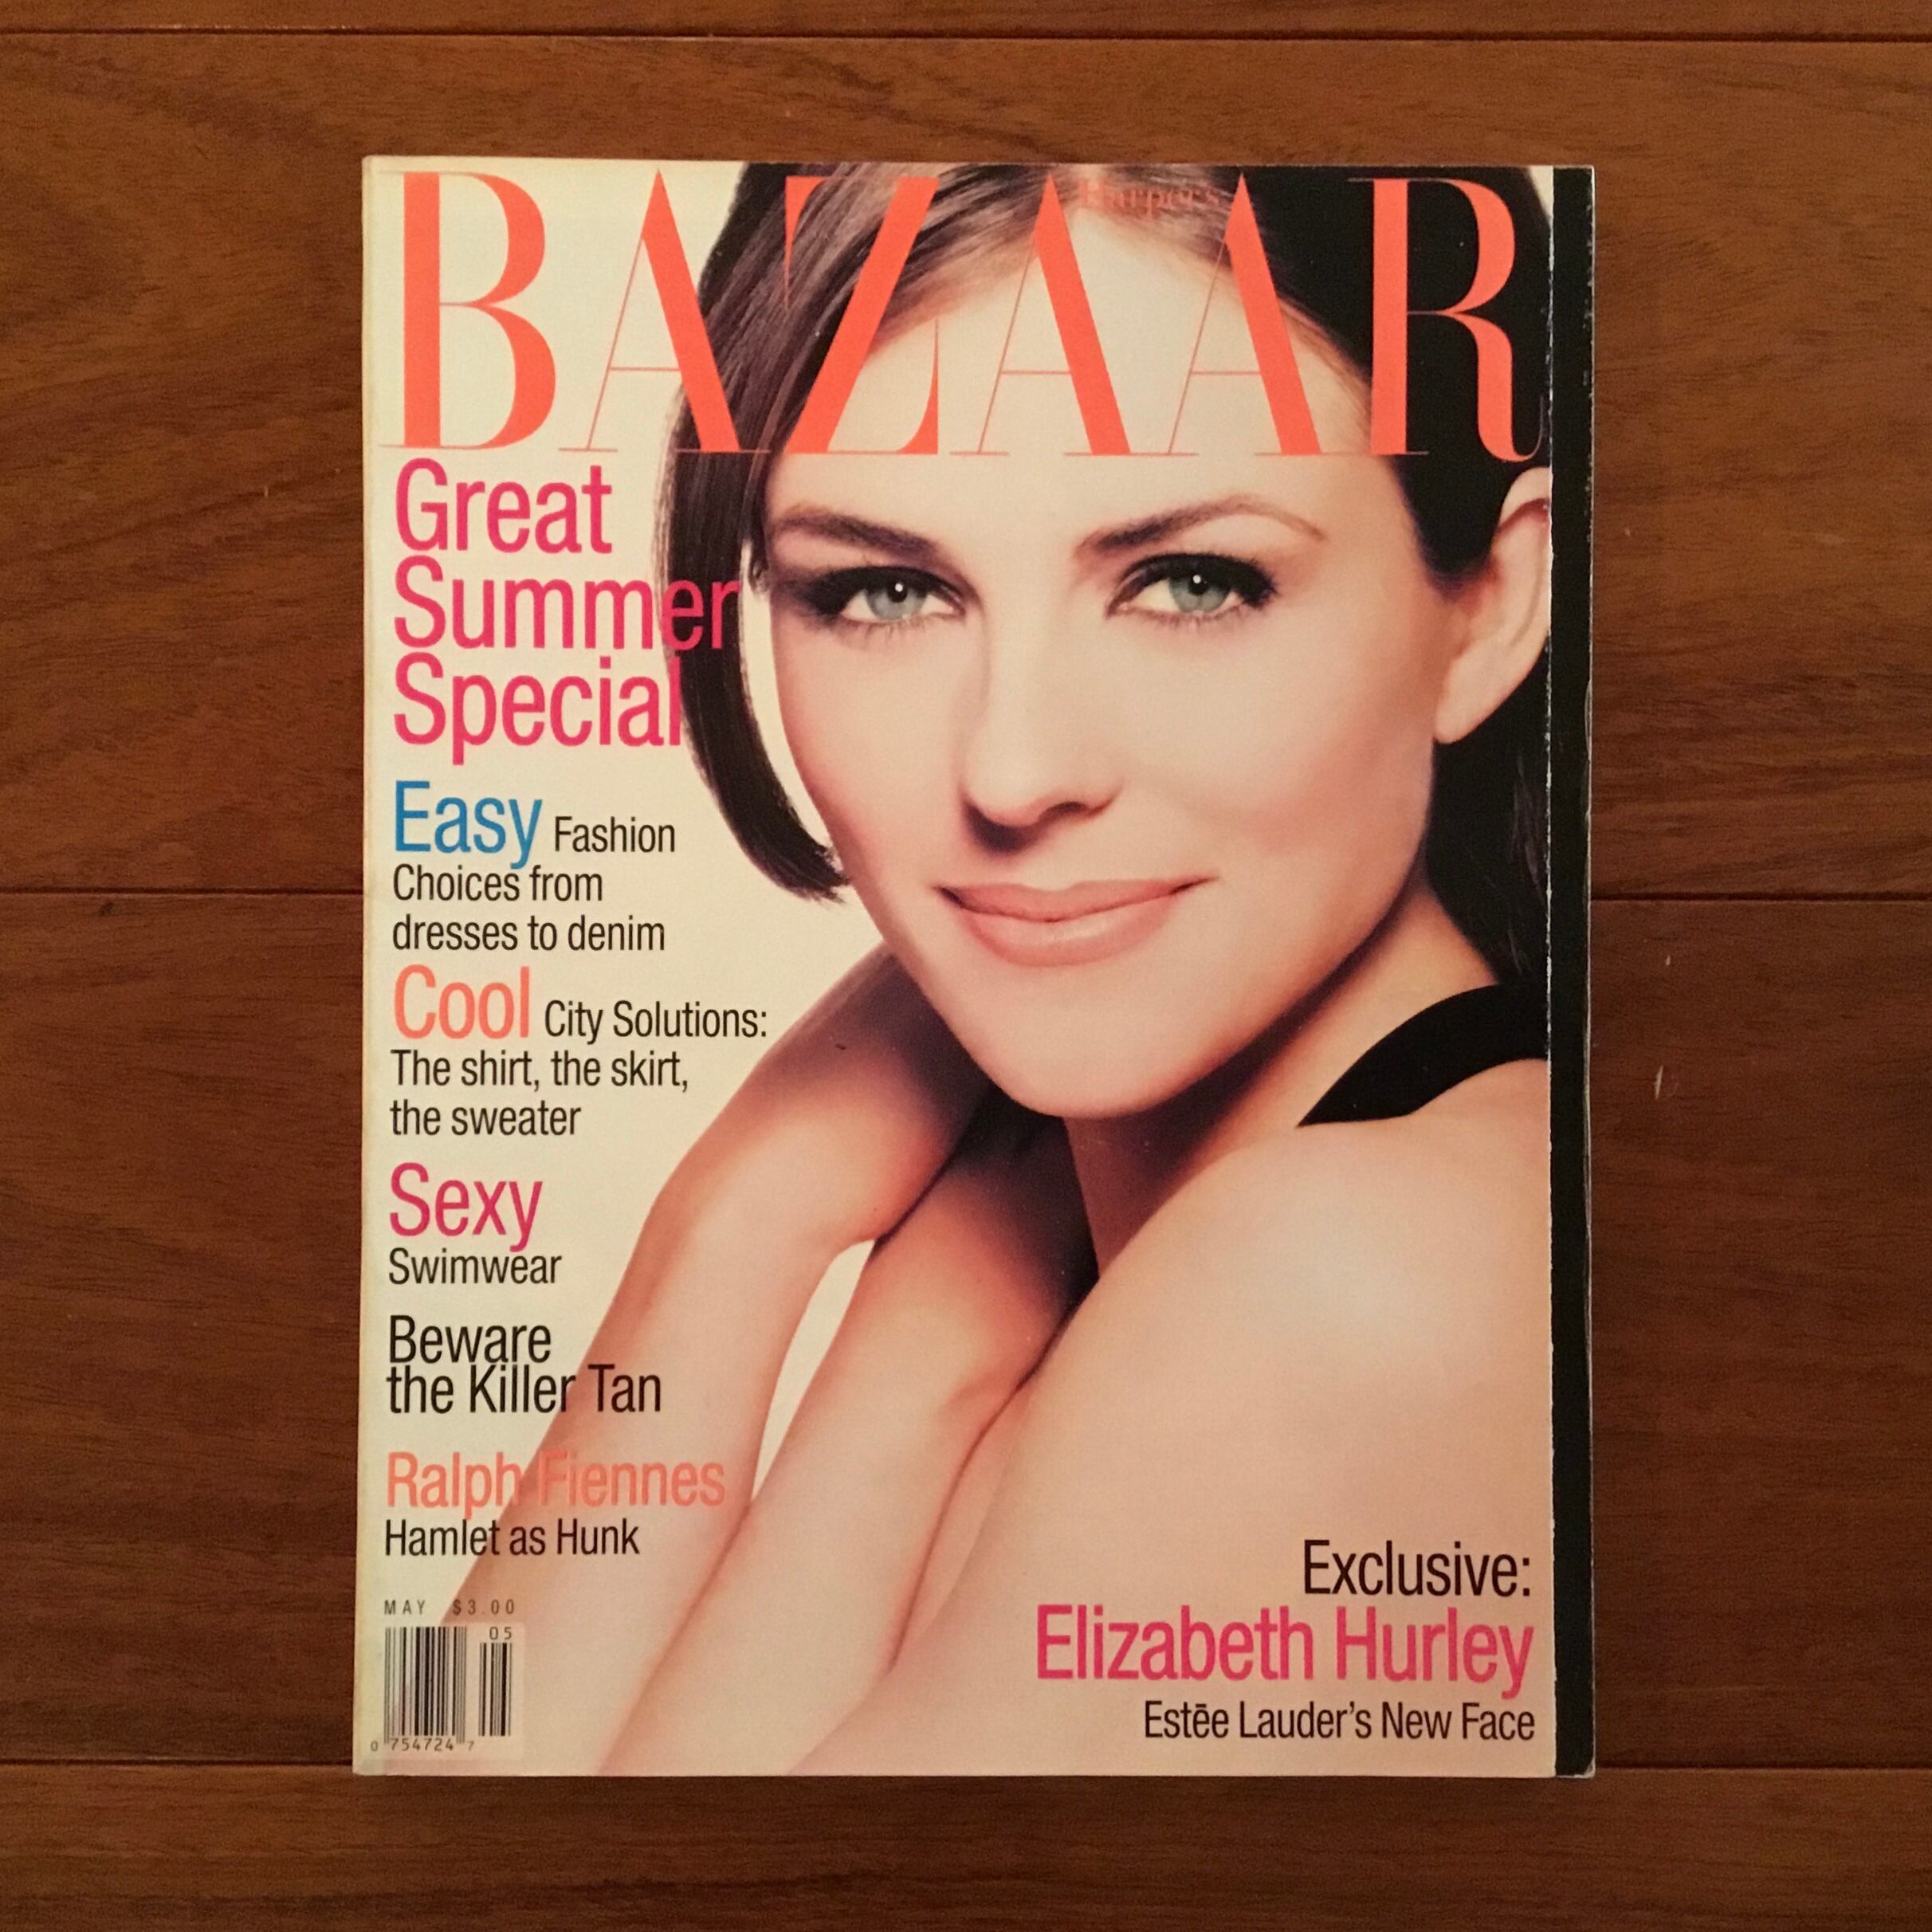 Harper's
BAZAAR
Great
Summer
Special
Easy Fashion
Choices from
dresses to denim
Cool City Solutions:
The shirt, the skirt,
the sweater
Sexy
Swimwear
Beware
the Killer Tan
Ralph Fiennes
Hamlet as Hunk
MAY $3.00
05
0 754724 7
Exclusive:
Elizabeth Hurley
Estēe Lauder's New Face